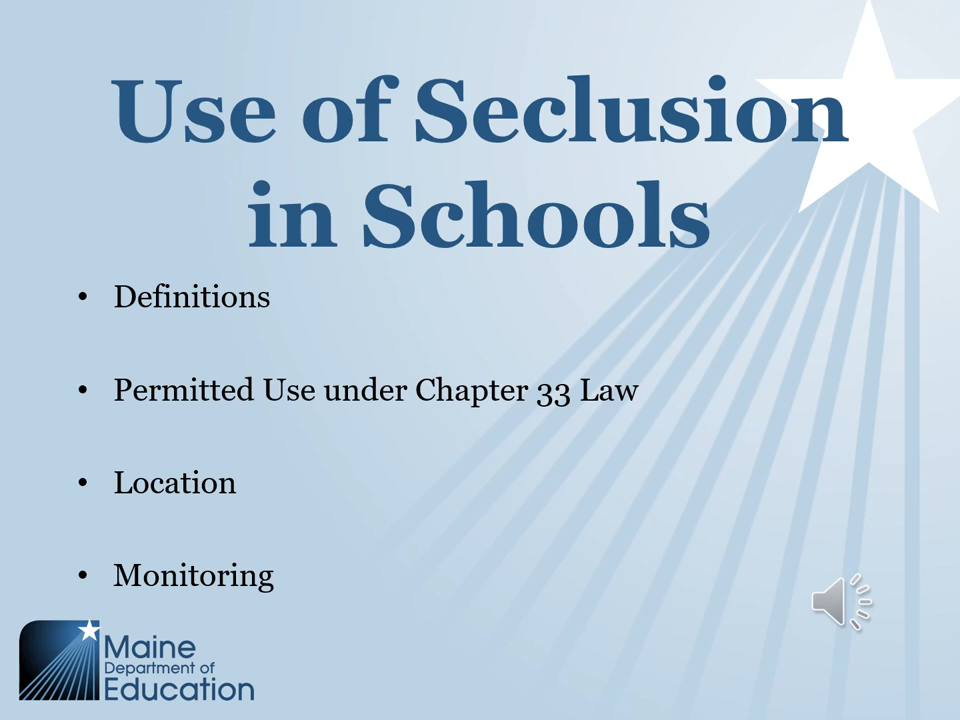 Use of Seclusion
in Schools
• Definitions
• Permitted Use under Chapter 33 Law
• Location
• Monitoring
Maine
Department of
Education